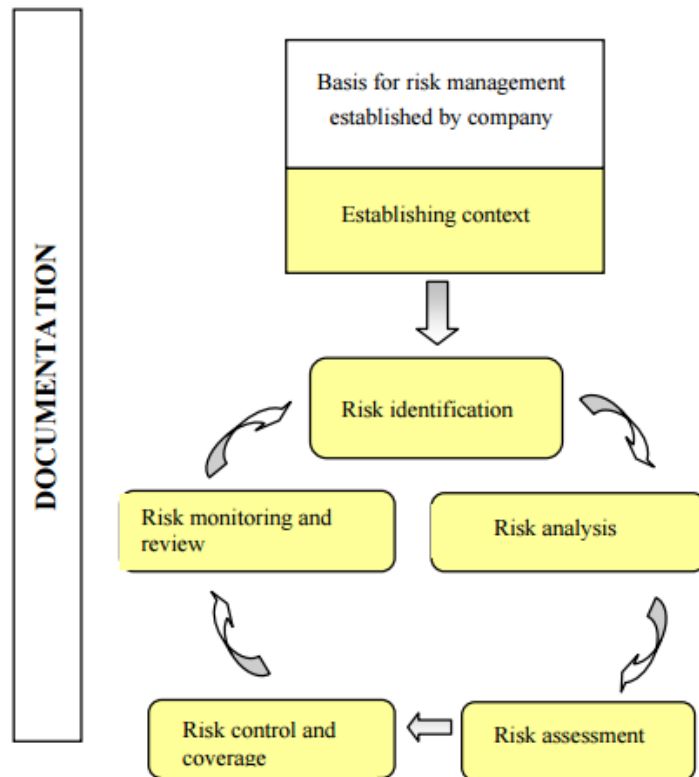 DOCUMENTATION
Basis for risk management
established by company
Establishing context
Risk identification
Risk monitoring and
review
Risk analysis
Risk control and
coverage
Risk assessment